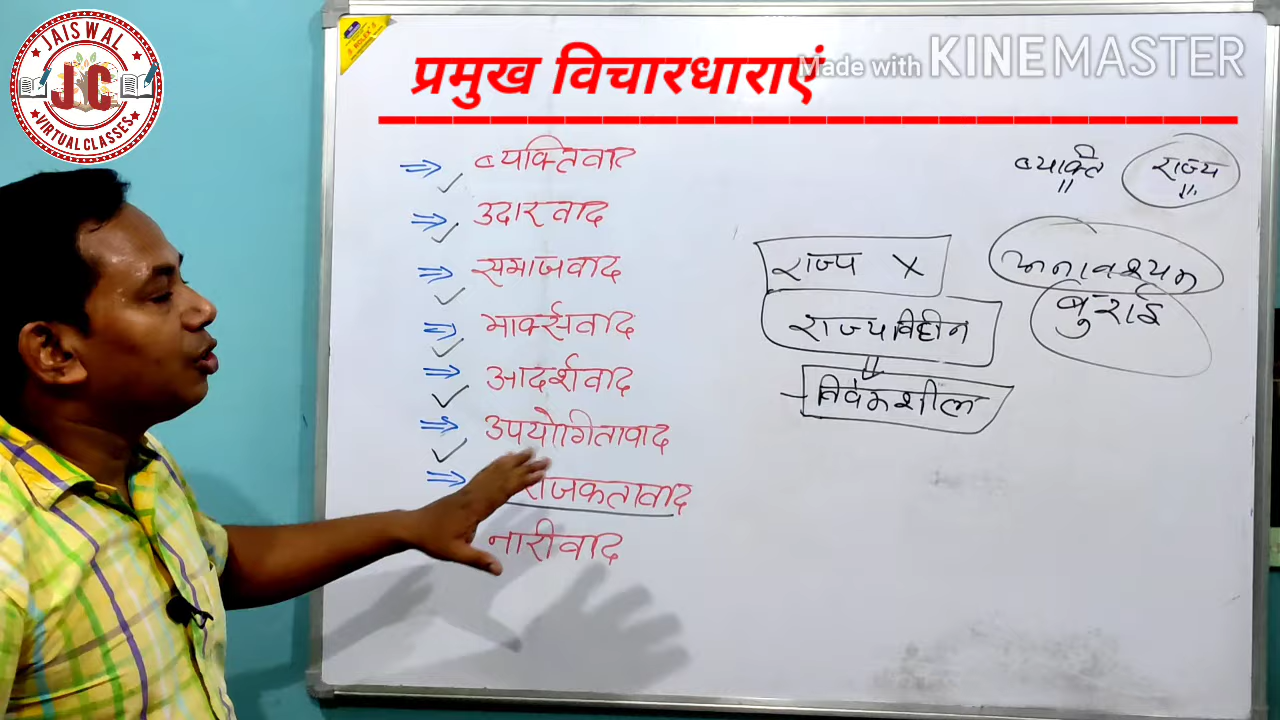 JAISWAL
JC
VIRTUAL CLASSES
Made with KINEMASTER
प्रमुख विचारधाराएं
व्यक्तिवाद
उदारवाद
समाजवाद
मार्क्सवाद
आदर्शवाद
उपयोगितावाद
राजकतावाद
नारीवाद
व्यक्ति राज्य
राज्य X
अनावश्यक
बुराई
राज्यविहीन
विवेकशील